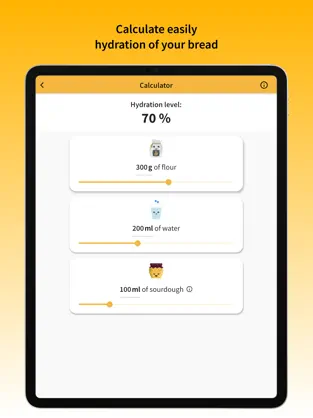 Calculate easily
hydration of your bread
Calculator
Hydration level:
70 %
300 g of flour
200 ml of water
100 ml of sourdough